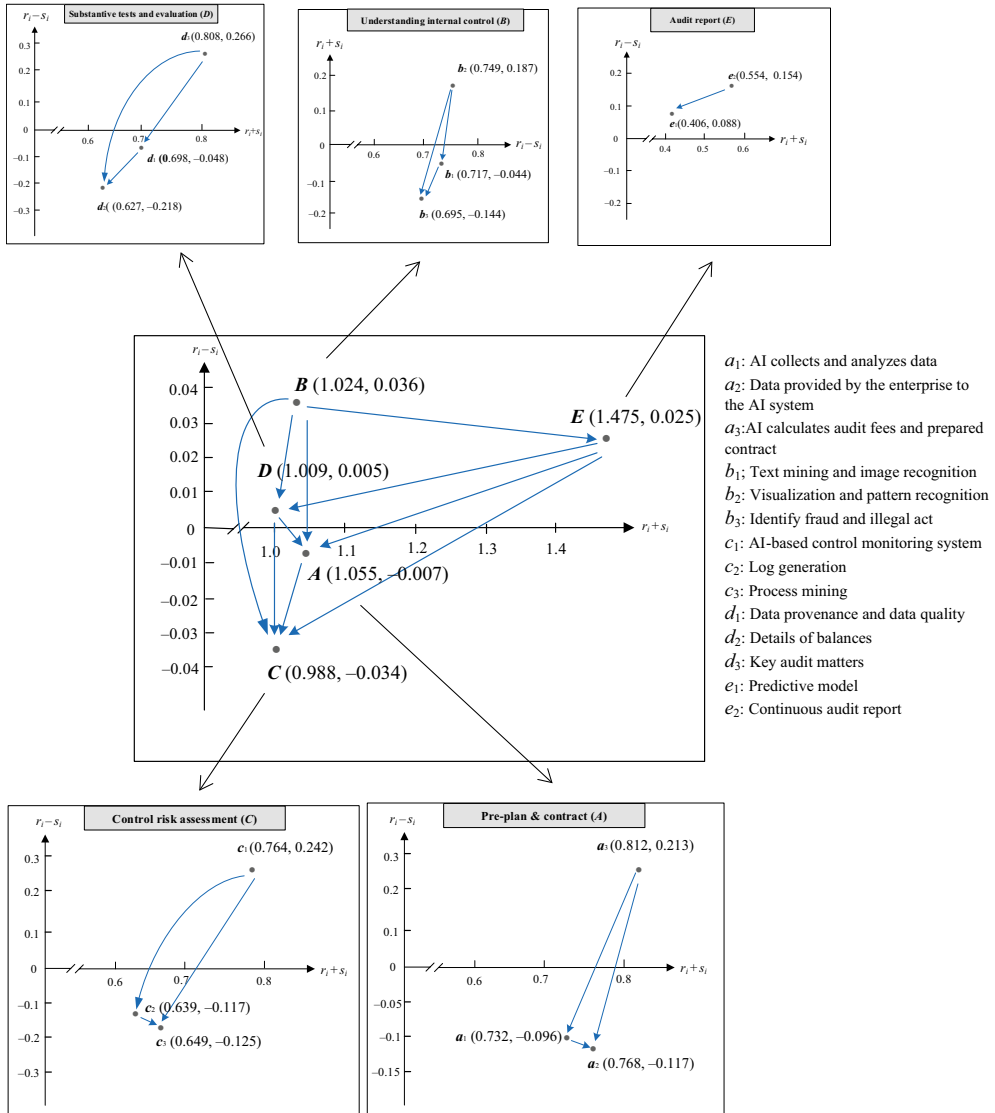 Substantive tests and evaluation (D)
rᵢ−sᵢ
d₃(0.808, 0.266)
0.3
0.2
0.1
0
0.7
0.8
rᵢ+sᵢ
−0.1
d₁ (0.698, −0.048)
−0.2
d₂( (0.627, −0.218)
−0.3
Understanding internal control (B)
rᵢ+sᵢ
b₂ (0.749, 0.187)
0.2
0.1
0
0.6
0.7
0.8
rᵢ−sᵢ
b₁ (0.717, −0.044)
−0.1
b₃ (0.695, −0.144)
−0.2
Audit report (E)
rᵢ−sᵢ
0.2
e₂(0.554, 0.154)
0.1
e₁(0.406, 0.088)
0
0.4
0.5
0.6
rᵢ+sᵢ
−0.1
−0.2
rᵢ−sᵢ
0.04
B (1.024, 0.036)
0.03
E (1.475, 0.025)
0.02
D (1.009, 0.005)
0.01
0
1.0
1.1
1.2
1.3
1.4
rᵢ+sᵢ
−0.01
A (1.055, −0.007)
−0.02
−0.03
−0.04
C (0.988, −0.034)
a₁: AI collects and analyzes data
a₂: Data provided by the enterprise to
the AI system
a₃:AI calculates audit fees and prepared
contract
b₁; Text mining and image recognition
b₂: Visualization and pattern recognition
b₃: Identify fraud and illegal act
c₁: AI-based control monitoring system
c₂: Log generation
c₃: Process mining
d₁: Data provenance and data quality
d₂: Details of balances
d₃: Key audit matters
e₁: Predictive model
e₂: Continuous audit report
Control risk assessment (C)
rᵢ−sᵢ
c₁(0.764, 0.242)
0.3
0.2
0
0.6
0.7
0.8
rᵢ+sᵢ
−0.1
c₂ (0.639, −0.117)
−0.2
c₃ (0.649, −0.125)
−0.3
Pre-plan & contract (A)
rᵢ−sᵢ
a₃ (0.812, 0.213)
0.3
0.2
0
0.6
0.7
0.8
rᵢ+sᵢ
−0.05
−0.1
a₁ (0.732, −0.096)
−0.15
a₂ (0.768, −0.117)